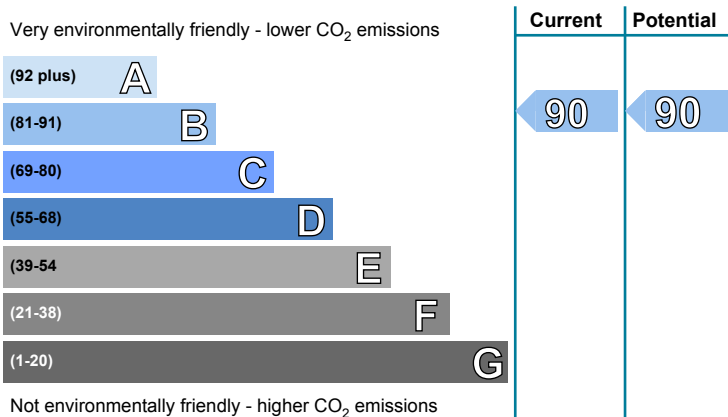 Very environmentally friendly - lower CO2 emissions
Current Potential
(92 plus) A
(81-91) B
90 90
(69-80) C
(55-68) D
(39-54 E
(21-38) F
(1-20) G
Not environmentally friendly - higher CO2 emissions